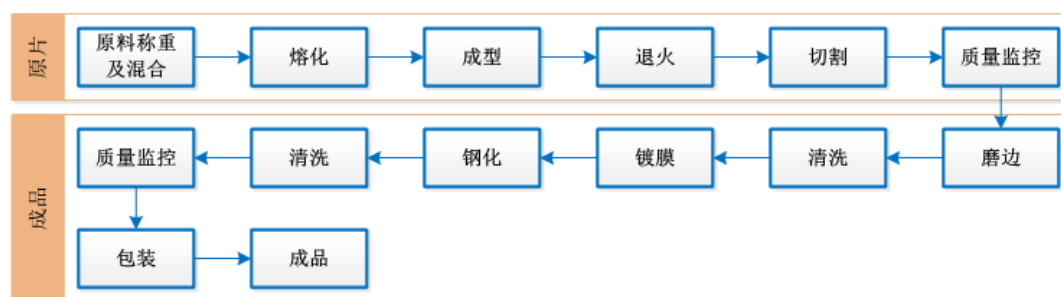 原片
原料称重
及混合
熔化
成型
退火
切割
质量监控
成品
磨边
清洗
镀膜
钢化
清洗
质量监控
包装
成品